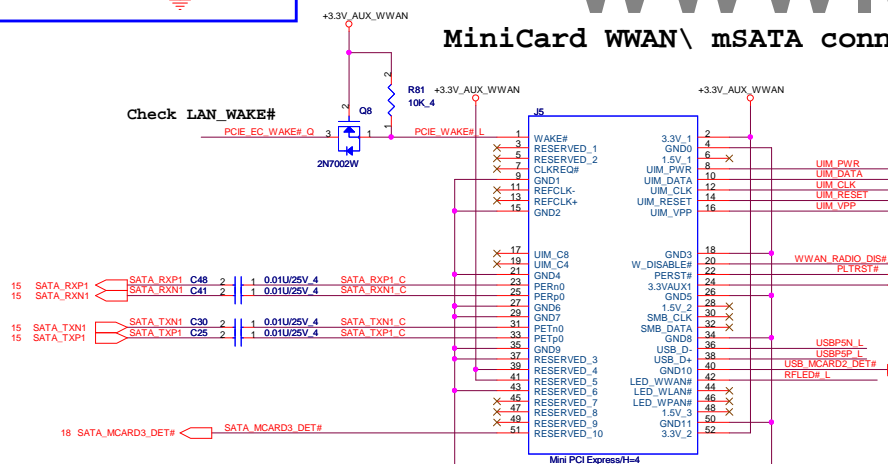 +3.3V_AUX_WWAN
MiniCard WWAN\ mSATA conn
+3.3V_AUX_WWAN
+3.3V_AUX_WWAN
R81
10K_4
2
1
Check LAN_WAKE#
Q8
2
PCIE_EC_WAKE#_Q 3
1 PCIE_WAKE#_L
2N7002W
J5
1 WAKE#
3 RESERVED_1
5 RESERVED_2
7 CLKREQ#
9 GND1
11 REFCLK-
13 REFCLK+
15 GND2
17 UIM_C8
19 UIM_C4
21 GND4
23 PERn0
25 PERp0
27 GND6
29 GND7
31 PETn0
33 PETp0
35 GND9
37 RESERVED_3
39 RESERVED_4
41 RESERVED_5
43 RESERVED_6
45 RESERVED_7
47 RESERVED_8
49 RESERVED_9
51 RESERVED_10
3.3V_1 2
GND0 4
1.5V_1 6
UIM_PWR 8 UIM_PWR
UIM_DATA 10 UIM_DATA
UIM_CLK 12 UIM_CLK
UIM_RESET 14 UIM_RESET
UIM_VPP 16 UIM_VPP
GND3 18
W_DISABLE# 20 WWAN_RADIO_DIS#
PERST# 22 PLTRST#
3.3VAUX1 24
GND5 26
1.5V_2 28
SMB_CLK 30
SMB_DATA 32
GND8 34
USB_D- 36 USBP5N_L
USB_D+ 38 USBP5P_L
GND10 40 USB_MCARD2_DET#
LED_WWAN# 42 RFLED#_L
LED_WLAN# 44
LED_WPAN# 46
1.5V_3 48
GND11 50
3.3V_2 52
15 SATA_RXP1 SATA_RXP1 C48 2 1 0.01U/25V_4 SATA_RXP1_C
15 SATA_RXN1 SATA_RXN1 C41 2 1 0.01U/25V_4 SATA_RXN1_C
15 SATA_TXN1 SATA_TXN1 C30 2 1 0.01U/25V_4 SATA_TXN1_C
15 SATA_TXP1 SATA_TXP1 C25 2 1 0.01U/25V_4 SATA_TXP1_C
18 SATA_MCARD3_DET# SATA_MCARD3_DET#
Mini PCI Express/H=4